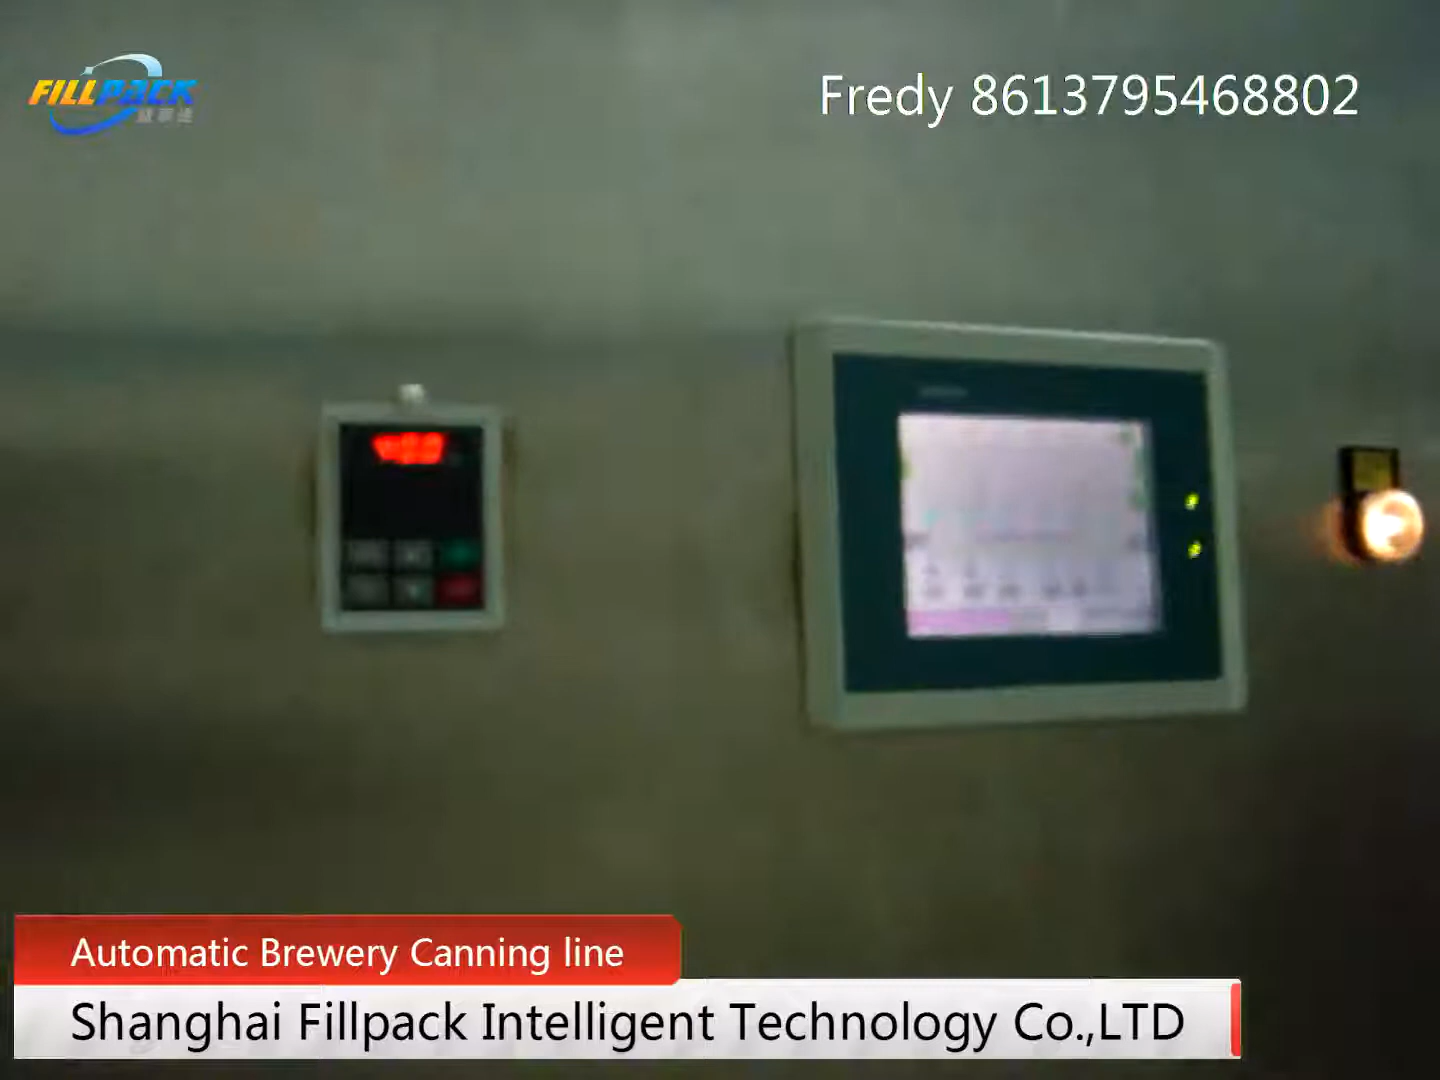 FILLPACK
Fredy 8613795468802
Automatic Brewery Canning line
Shanghai Fillpack Intelligent Technology Co.,LTD